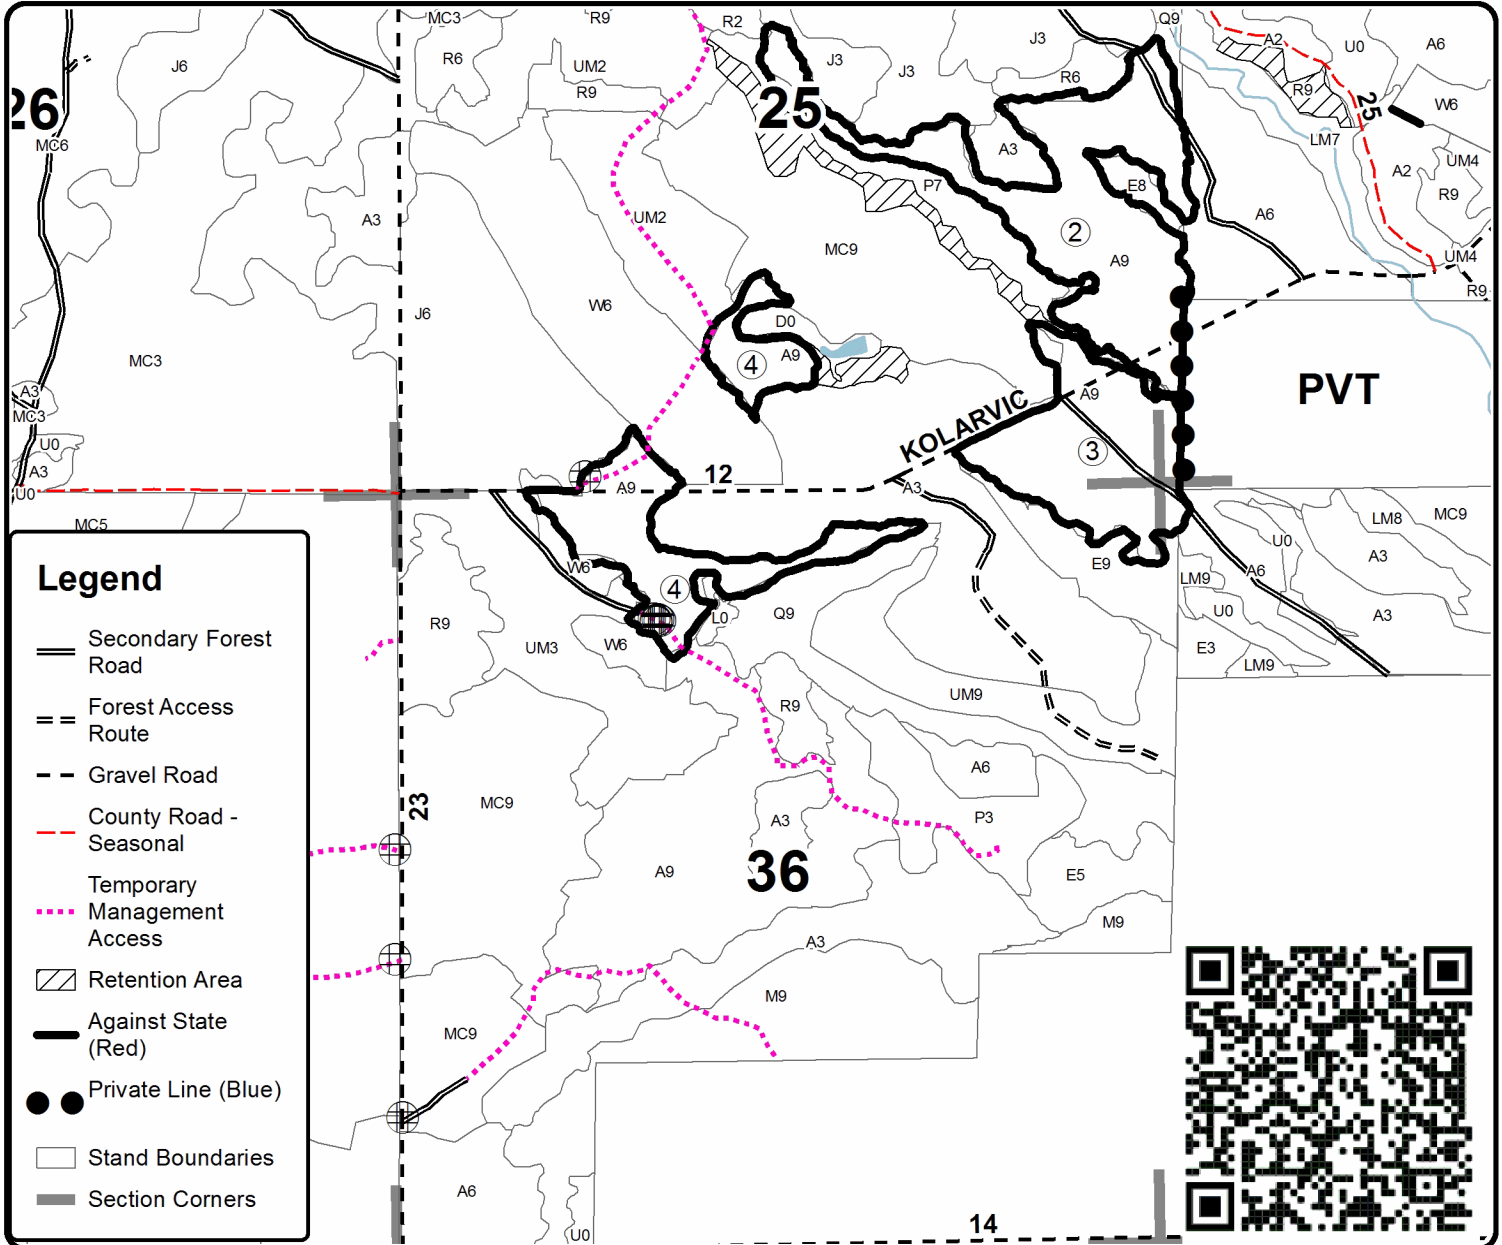 MC3
R9
R2
Q9
J3
J3
J3
A2
U0
A6
J6
R6
UM2
R9
R6
R9
25
W6
26
25
MC6
LM7
A3
A2
UM4
R9
P7
E8
A3
UM2
2
A6
MC9
A9
UM4
R9
J6
W6
D0
MC3
A9
4
A3
MC3
A9
PVT
KOLARVIC
U0
A3
3
12
U0
A9
A3
MC5
LM8
MC9
U0
A3
W6
E9
A6
LM9
4
Q9
L0
U0
A3
R9
UM3
W6
E3
LM9
UM9
R9
A6
MC9
23
A3
P3
36
A9
E5
M9
A3
M9
MC9
A6
14
U0
Legend
Secondary Forest
Road
Forest Access
Route
Gravel Road
County Road -
Seasonal
Temporary
Management
Access
Retention Area
Against State
(Red)
Private Line (Blue)
Stand Boundaries
Section Corners